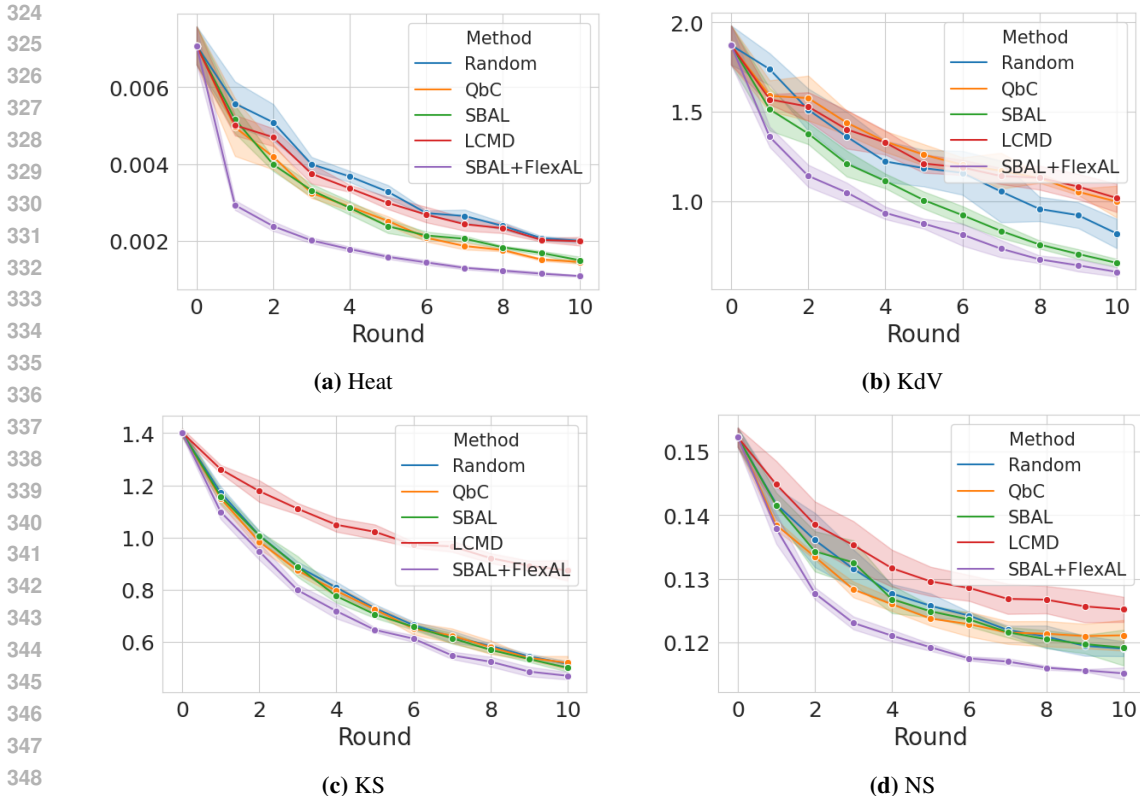 324
325
326
327
328
329
330
331
332
333
334
335
336
337
338
339
340
341
342
343
344
345
346
347
348
0.006
0.004
0.002
0 2 4 6 8 10
Round
Method
Random
QbC
SBAL
LCMD
SBAL+FlexAL
(a) Heat
2.0
1.5
1.0
0 2 4 6 8 10
Round
Method
Random
QbC
SBAL
LCMD
SBAL+FlexAL
(b) KdV
1.4
1.2
1.0
0.8
0.6
0 2 4 6 8 10
Round
Method
Random
QbC
SBAL
LCMD
SBAL+FlexAL
(c) KS
0.15
0.14
0.13
0.12
0 2 4 6 8 10
Round
Method
Random
QbC
SBAL
LCMD
SBAL+FlexAL
(d) NS